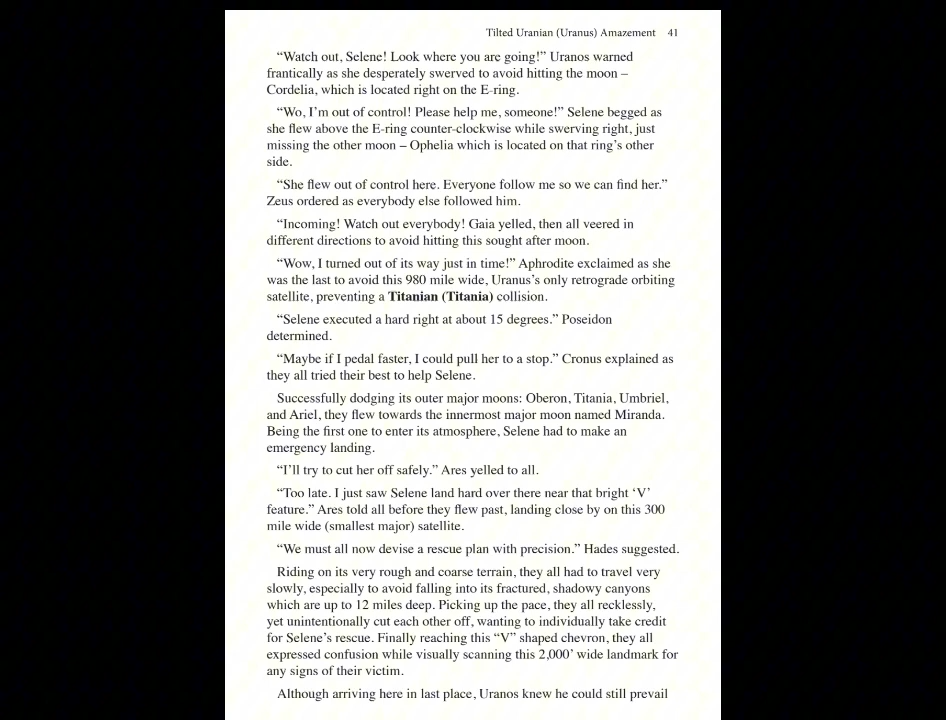 Tilted Uranian (Uranus) Amazement 41
“Watch out, Selene! Look where you are going!” Uranos warned
frantically as she desperately swerved to avoid hitting the moon –
Cordelia, which is located right on the E-ring.
“Wo, I’m out of control! Please help me, someone!” Selene begged as
she flew above the E-ring counter-clockwise while swerving right, just
missing the other moon – Ophelia which is located on that ring’s other
side.
“She flew out of control here. Everyone follow me so we can find her.”
Zeus ordered as everybody else followed him.
“Incoming! Watch out everybody! Gaia yelled, then all veered in
different directions to avoid hitting this sought after moon.
“Wow, I turned out of its way just in time!” Aphrodite exclaimed as she
was the last to avoid this 980 mile wide, Uranus’s only retrograde orbiting
satellite, preventing a Titanian (Titania) collision.
“Selene executed a hard right at about 15 degrees.” Poseidon
determined.
“Maybe if I pedal faster, I could pull her to a stop.” Cronus explained as
they all tried their best to help Selene.
Successfully dodging its outer major moons: Oberon, Titania, Umbriel,
and Ariel, they flew towards the innermost major moon named Miranda.
Being the first one to enter its atmosphere, Selene had to make an
emergency landing.
“I’ll try to cut her off safely.” Ares yelled to all.
“Too late. I just saw Selene land hard over there near that bright ‘V’
feature.” Ares told all before they flew past, landing close by on this 300
mile wide (smallest major) satellite.
“We must all now devise a rescue plan with precision.” Hades suggested.
Riding on its very rough and coarse terrain, they all had to travel very
slowly, especially to avoid falling into its fractured, shadowy canyons
which are up to 12 miles deep. Picking up the pace, they all recklessly,
yet unintentionally cut each other off, wanting to individually take credit
for Selene’s rescue. Finally reaching this “V” shaped chevron, they all
expressed confusion while visually scanning this 2,000’ wide landmark for
any signs of their victim.
Although arriving here in last place, Uranos knew he could still prevail